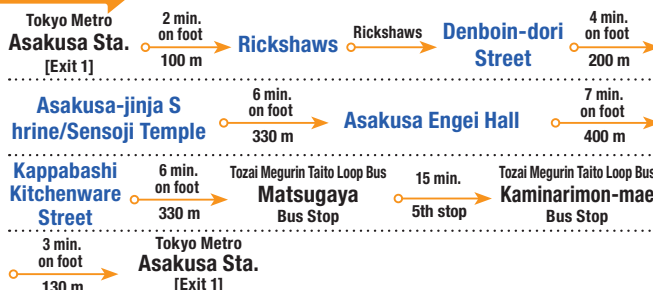 Tokyo Metro
Asakusa Sta.
[Exit 1]
2 min.
on foot
100 m
Rickshaws
Rickshaws
Denboin-dori
Street
4 min.
on foot
200 m
Asakusa-jinja S
hrine/Sensoji Temple
6 min.
on foot
330 m
Asakusa Engei Hall
7 min.
on foot
400 m
Kappabashi
Kitchenware
Street
6 min.
on foot
330 m
Tozai Megurin Taito Loop Bus
Matsugaya
Bus Stop
15 min.
5th stop
Tozai Megurin Taito Loop Bus
Kaminarimon-mae
Bus Stop
3 min.
on foot
130 m
Tokyo Metro
Asakusa Sta.
[Exit 1]